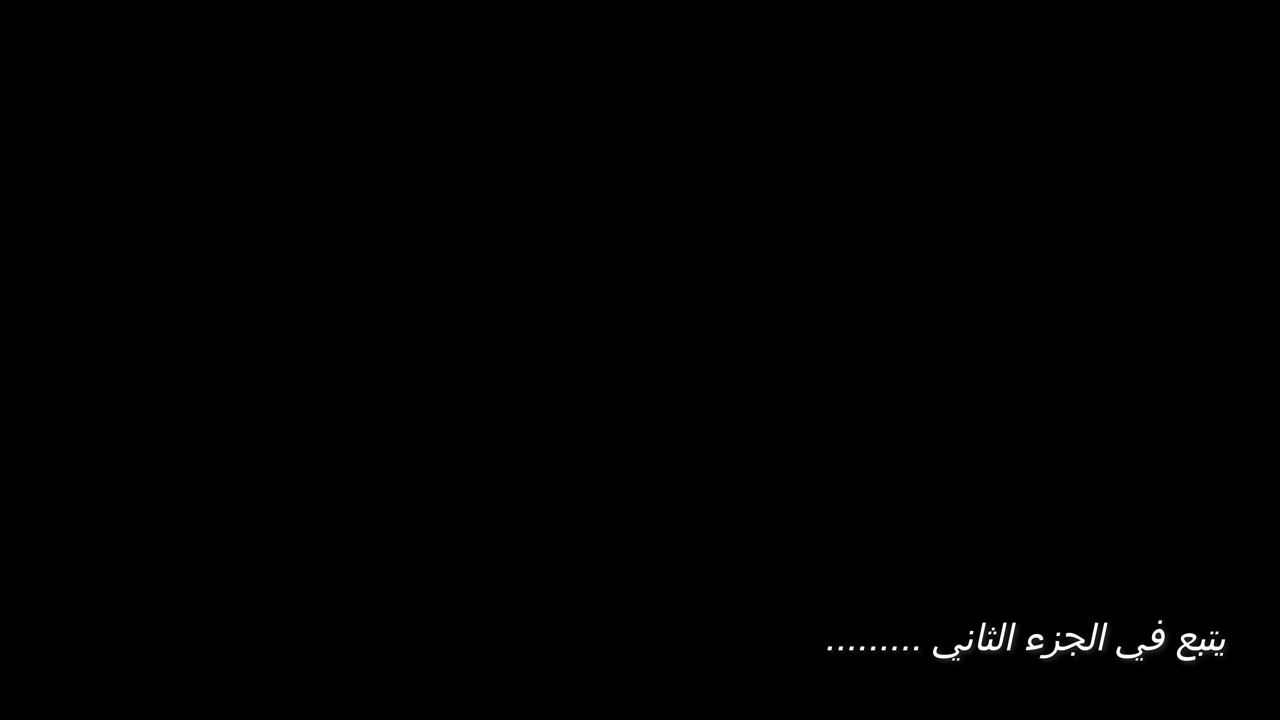 يتبع في الجزء الثاني .........